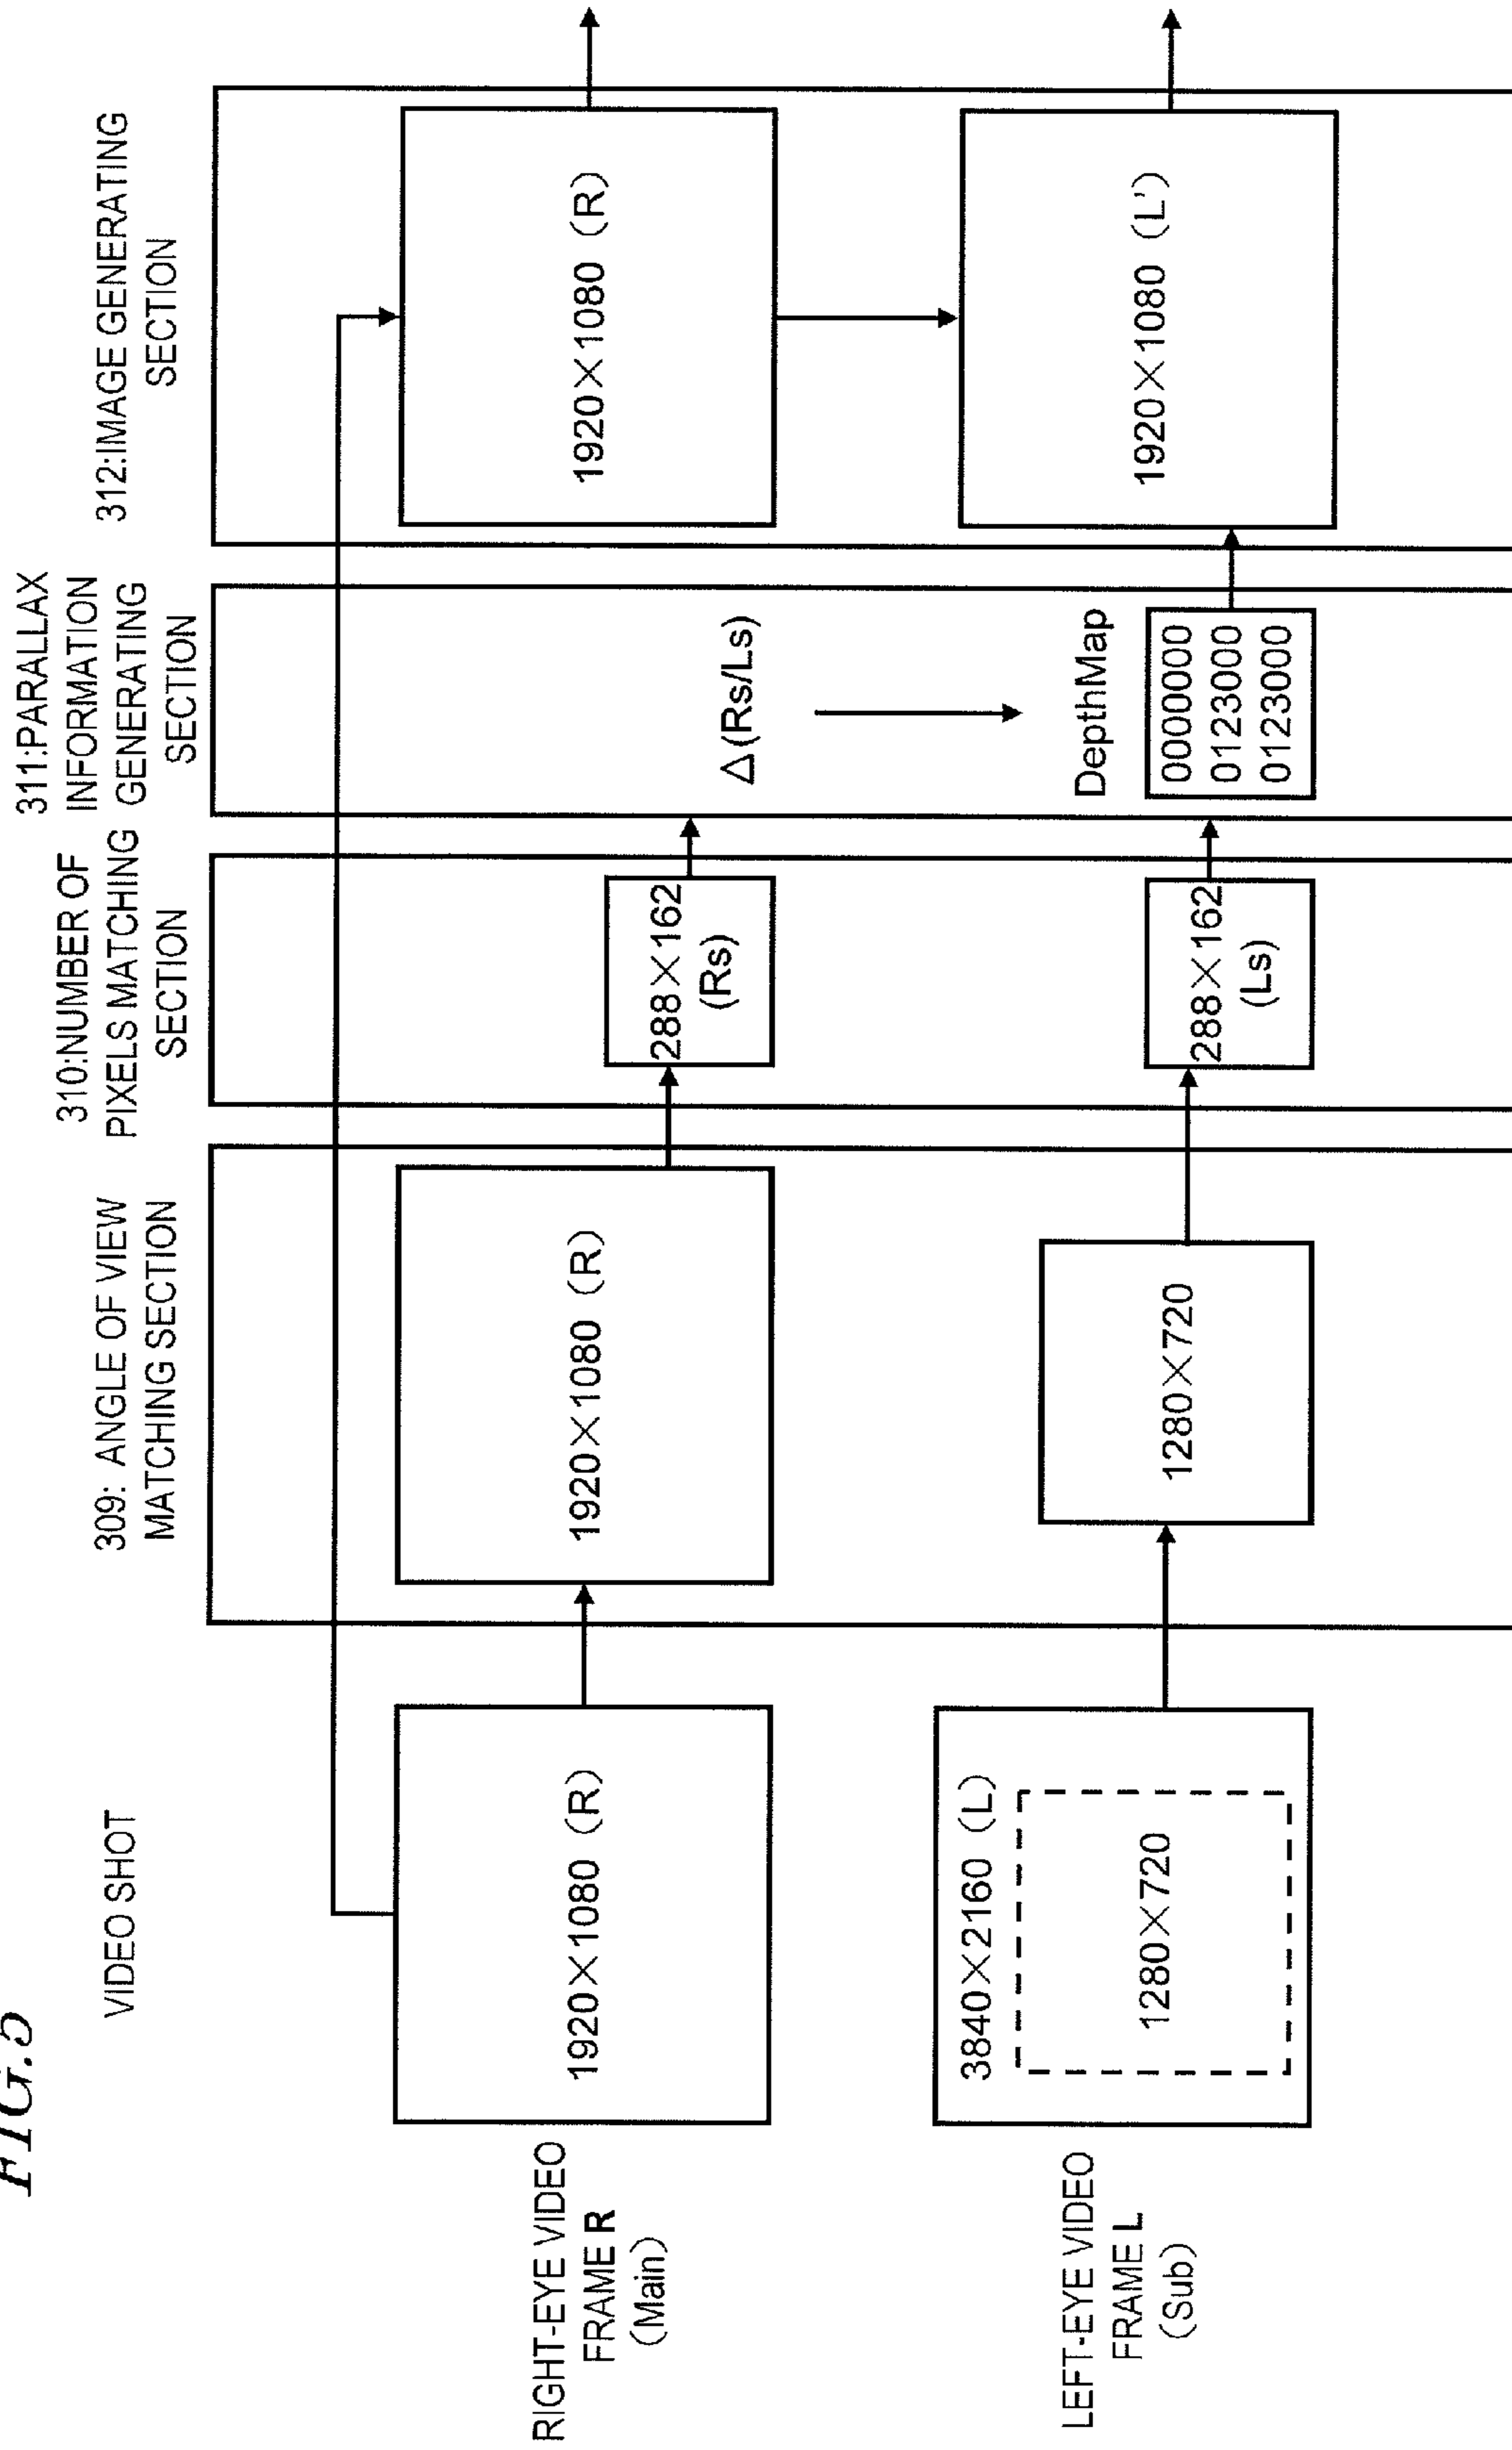 FIG.5
VIDEO SHOT
309: ANGLE OF VIEW
MATCHING SECTION
310:NUMBER OF
PIXELS MATCHING
SECTION
311:PARALLAX
INFORMATION
GENERATING
SECTION
312:IMAGE GENERATING
SECTION
RIGHT-EYE VIDEO
FRAME R
(Main)
1920×1080 (R)
1920×1080 (R)
288×162
(Rs)
Δ(Rs/Ls)
1920×1080 (R)
LEFT-EYE VIDEO
FRAME L
(Sub)
3840×2160 (L)
1280×720
1280×720
288×162
(Ls)
DepthMap
0000000
0123000
0123000
1920×1080 (L')